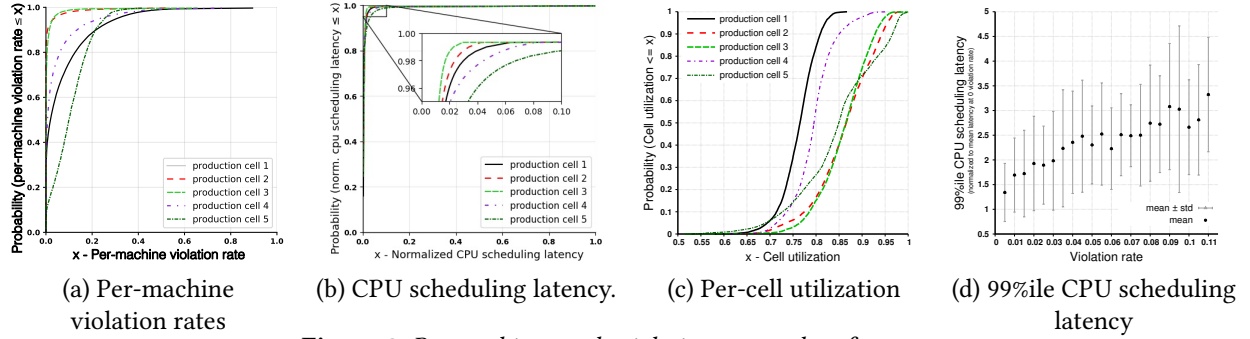 Probability (per-machine violation rate ≤ x)
1.0
0.8
0.6
0.4
0.2
0.0
0.0 0.2 0.4 0.6 0.8 1.0
x - Per-machine violation rate
production cell 1
production cell 2
production cell 3
production cell 4
production cell 5
(a) Per-machine
violation rates
Probability (norm. cpu scheduling latency ≤ x)
1.0
0.8
0.6
0.4
0.2
0.0
0.0 0.2 0.4 0.6 0.8 1.0
x - Normalized CPU scheduling latency
1.00
0.98
0.96
0.00 0.02 0.04 0.06 0.08 0.10
production cell 1
production cell 2
production cell 3
production cell 4
production cell 5
(b) CPU scheduling latency.
Probability (Cell utilization <= x)
1
0.9
0.8
0.7
0.6
0.5
0.4
0.3
0.2
0.1
0
0.5 0.55 0.6 0.65 0.7 0.75 0.8 0.85 0.9 0.95 1
x - Cell utilization
production cell 1
production cell 2
production cell 3
production cell 4
production cell 5
(c) Per-cell utilization
99%ile CPU scheduling latency
(normalized to mean latency at 0 violation rate)
5
4.5
4
3.5
3
2.5
2
1.5
1
0.5
0 0.01 0.02 0.03 0.04 0.05 0.06 0.07 0.08 0.09 0.1 0.11
Violation rate
mean ± std
mean
(d) 99%ile CPU scheduling
latency